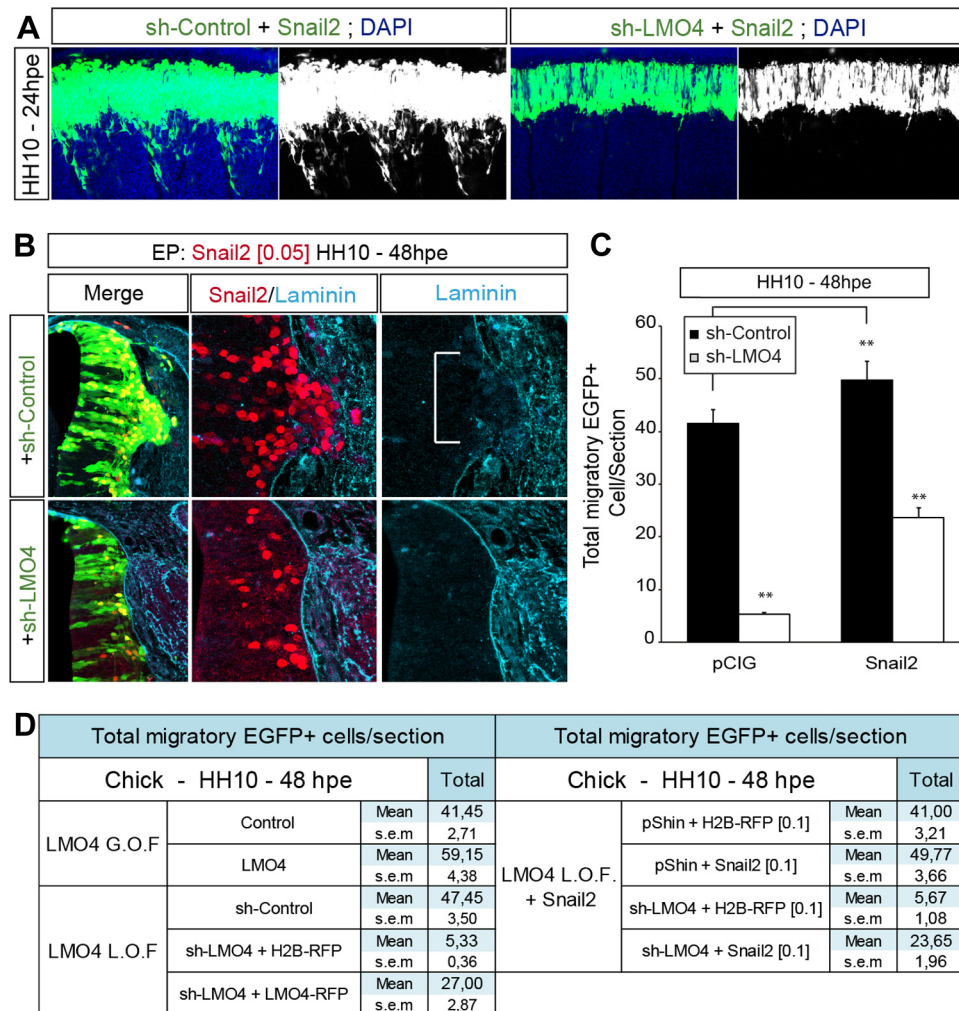 A
sh-Control + Snail2 ; DAPI
sh-LMO4 + Snail2 ; DAPI
HH10 - 24hpe
B
EP: Snail2 [0.05] HH10 - 48hpe
Merge
Snail2/Laminin
Laminin
+sh-Control
+sh-LMO4
C
HH10 - 48hpe
sh-Control
sh-LMO4
Total migratory EGFP+
Cell/Section
60
50
40
30
20
10
0
**
**
**
pCIG
Snail2
D
Total migratory EGFP+ cells/section
Chick - HH10 - 48 hpe Total
LMO4 G.O.F
Control Mean 41,45
s.e.m 2,71
LMO4 Mean 59,15
s.e.m 4,38
LMO4 L.O.F
sh-Control Mean 47,45
s.e.m 3,50
sh-LMO4 + H2B-RFP Mean 5,33
s.e.m 0,36
sh-LMO4 + LMO4-RFP Mean 27,00
s.e.m 2.87
Total migratory EGFP+ cells/section
Chick - HH10 - 48 hpe Total
LMO4 L.O.F.
+ Snail2
pShin + H2B-RFP [0.1] Mean 41,00
s.e.m 3,21
pShin + Snail2 [0.1] Mean 49,77
s.e.m 3,66
sh-LMO4 + H2B-RFP [0.1] Mean 5,67
s.e.m 1,08
sh-LMO4 + Snail2 [0.1] Mean 23,65
s.e.m 1,96